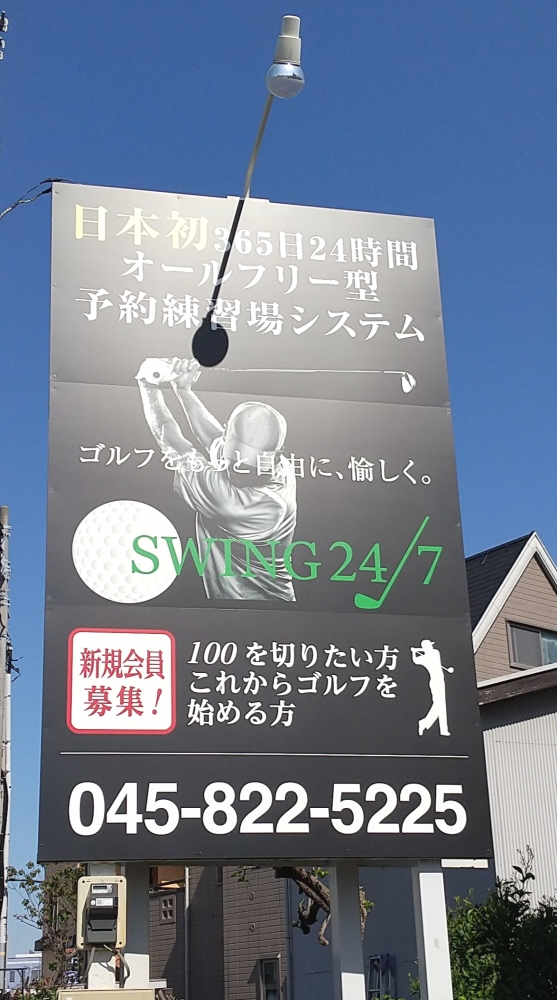 日本初365日24時間
オールフリー型
予約練習場システム
ゴルフをもっと自由に、愉しく。
SWING 24/7
新規会員
募集!
100を切りたい方
これからゴルフを
始める方
045-822-5225